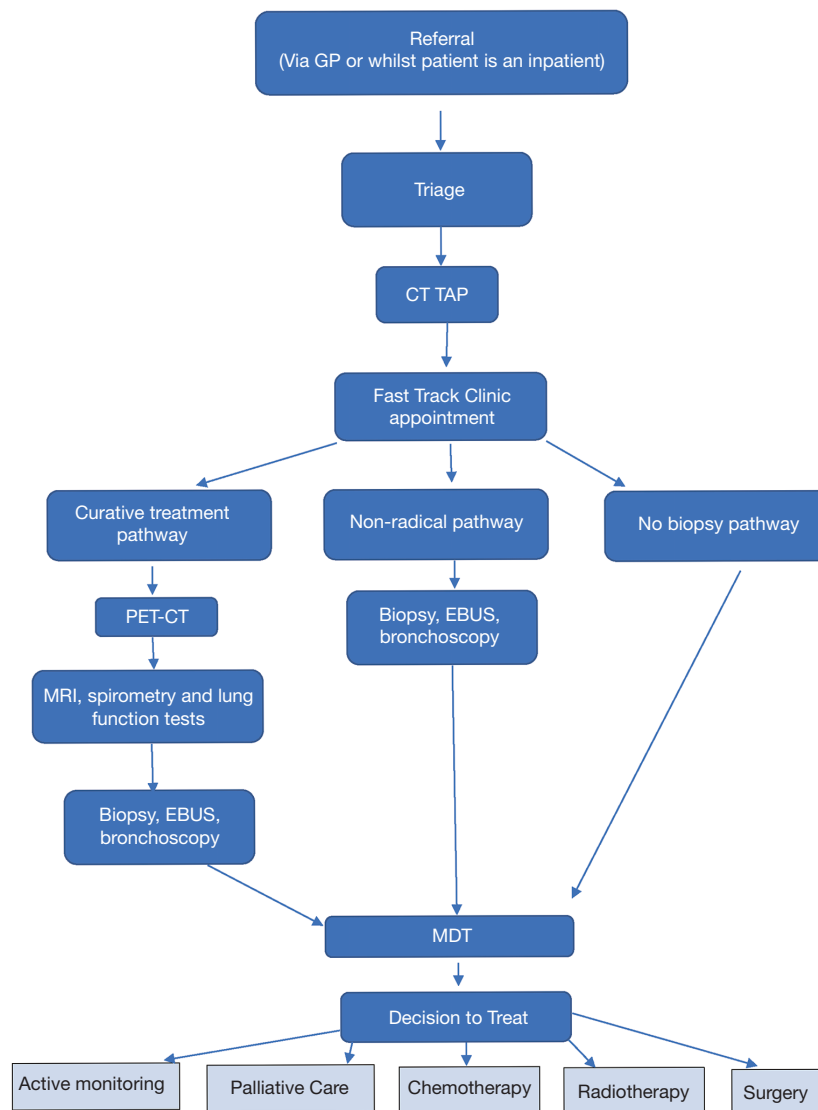 Referral
(Via GP or whilst patient is an inpatient)
Triage
CT TAP
Fast Track Clinic
appointment
Curative treatment
pathway
Non-radical pathway
No biopsy pathway
PET-CT
Biopsy, EBUS,
bronchoscopy
MRI, spirometry and lung
function tests
Biopsy, EBUS,
bronchoscopy
MDT
Decision to Treat
Active monitoring
Palliative Care
Chemotherapy
Radiotherapy
Surgery